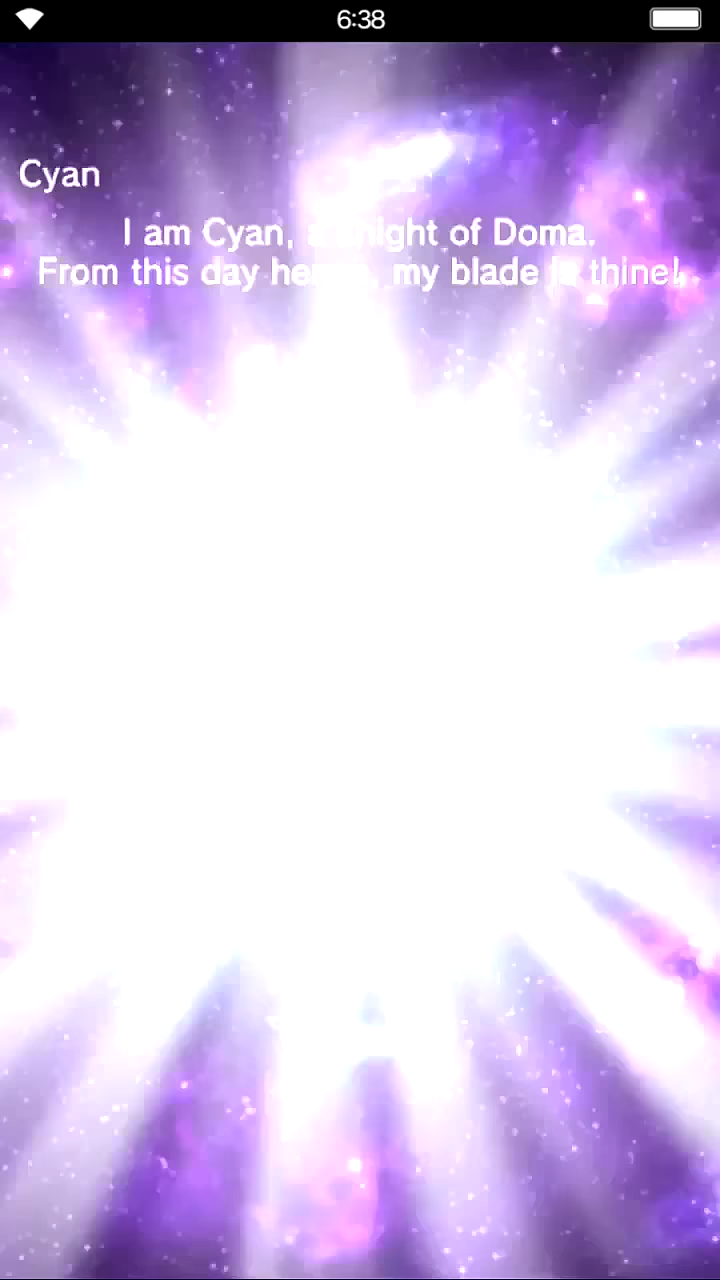 6:38
Cyan
I am Cyan, a knight of Doma.
From this day hence, my blade is thine!